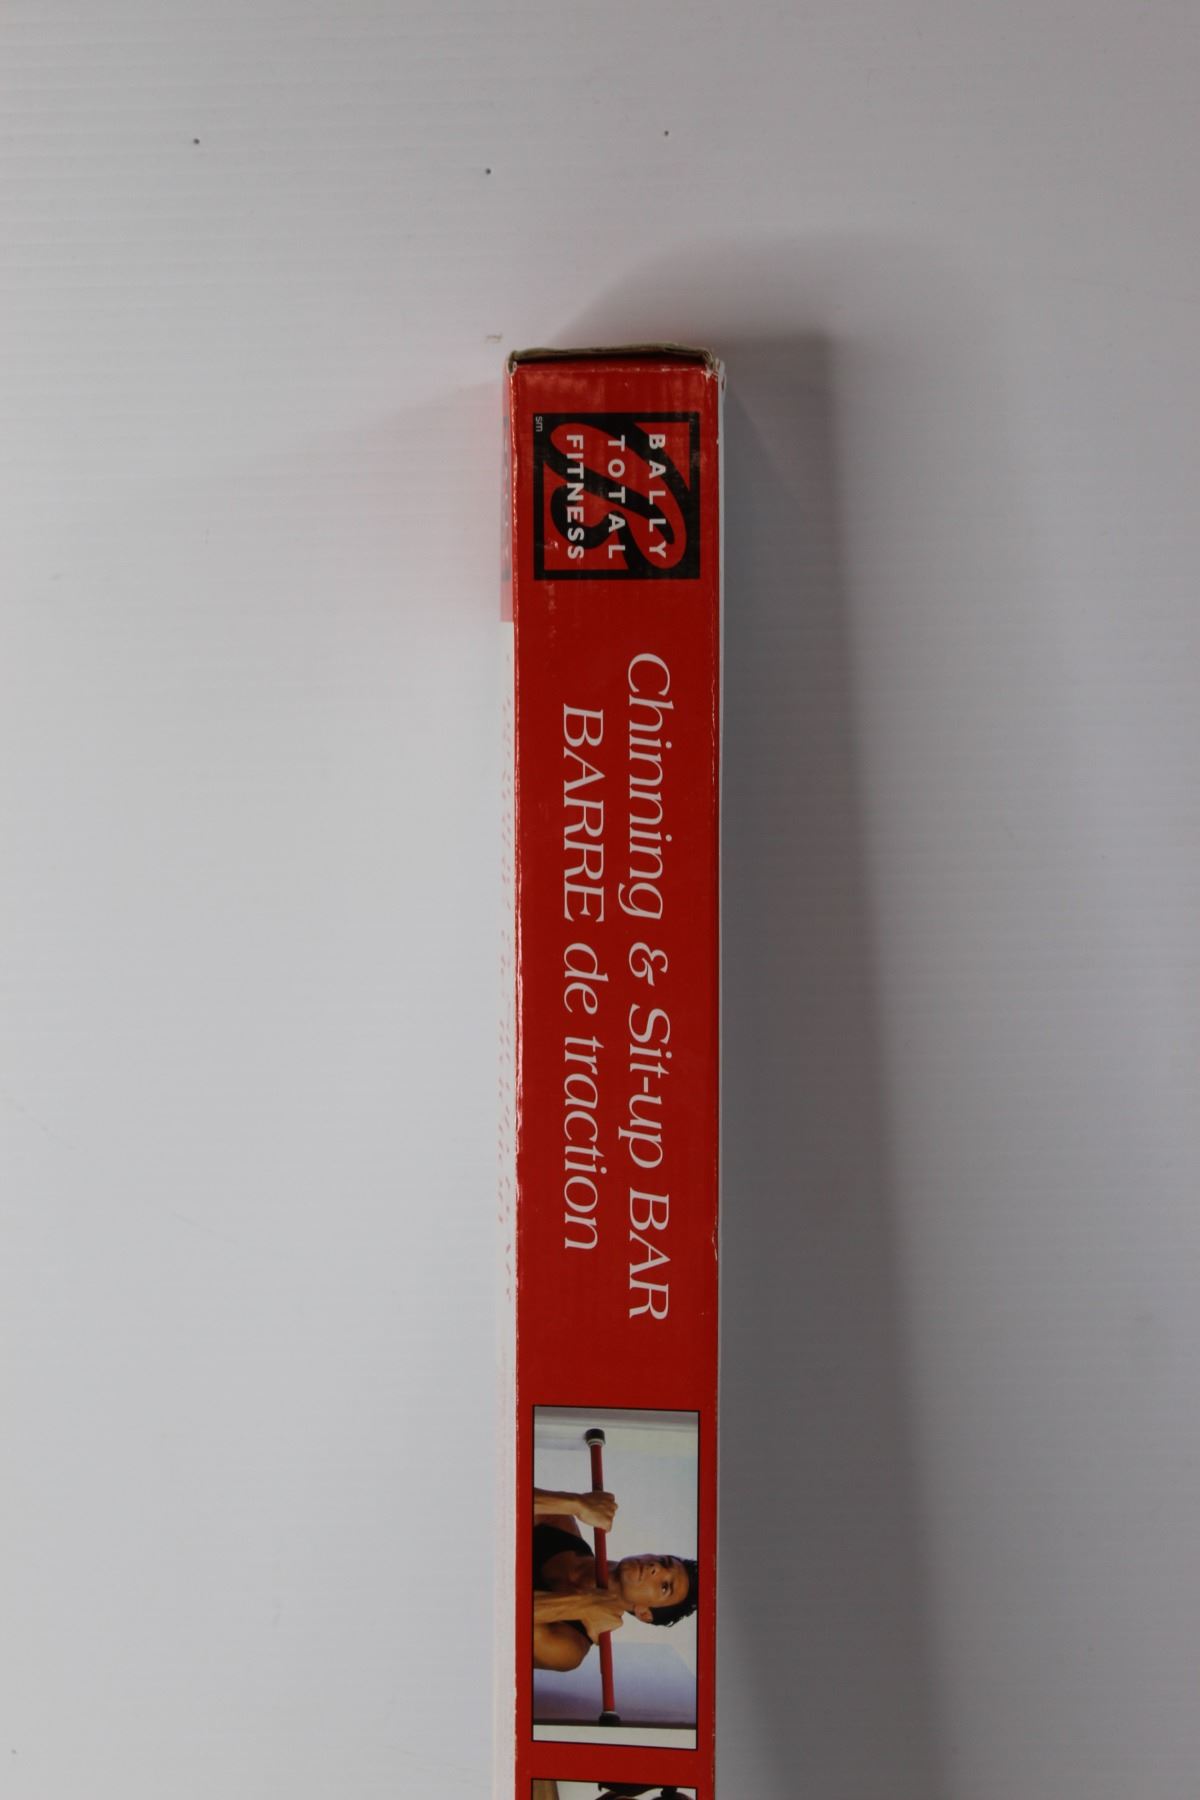 BALLY
TOTAL
FITNESS
sm
Chinning & Sit-up BAR
BARRE de traction